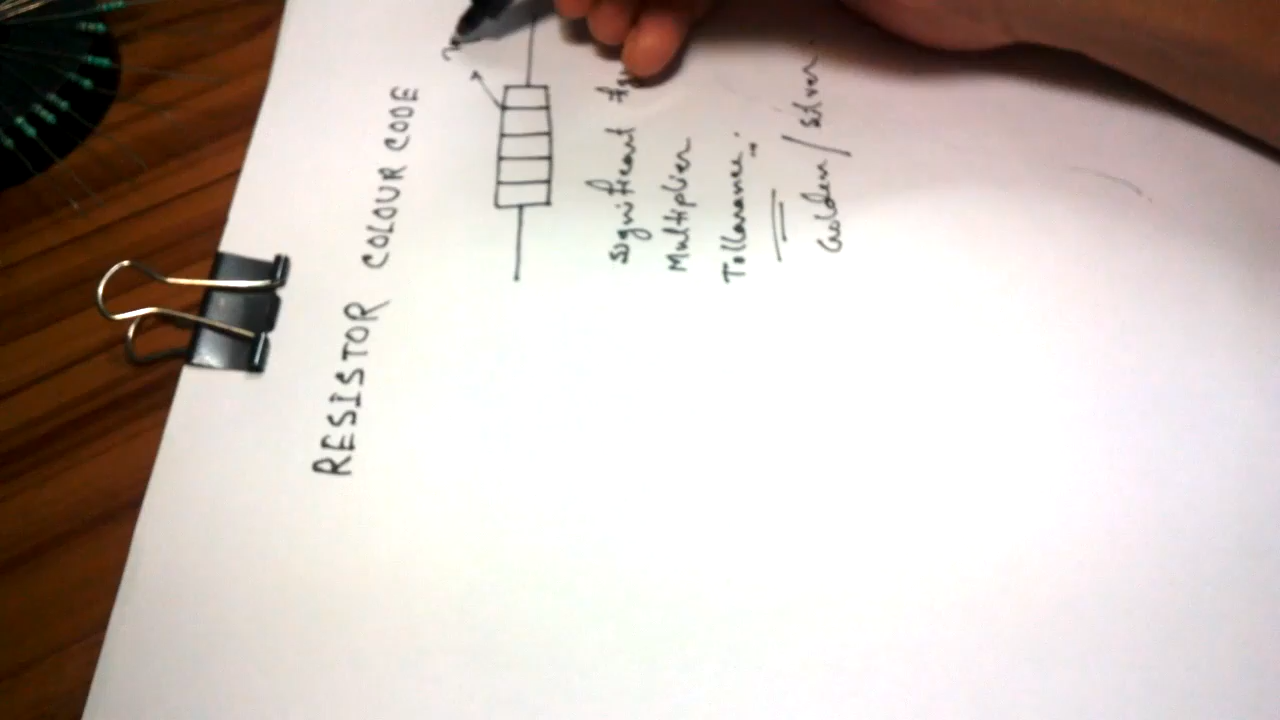 RESISTOR COLOUR CODE
Significant
Multiplier
Tollarance.
Golden / silver.